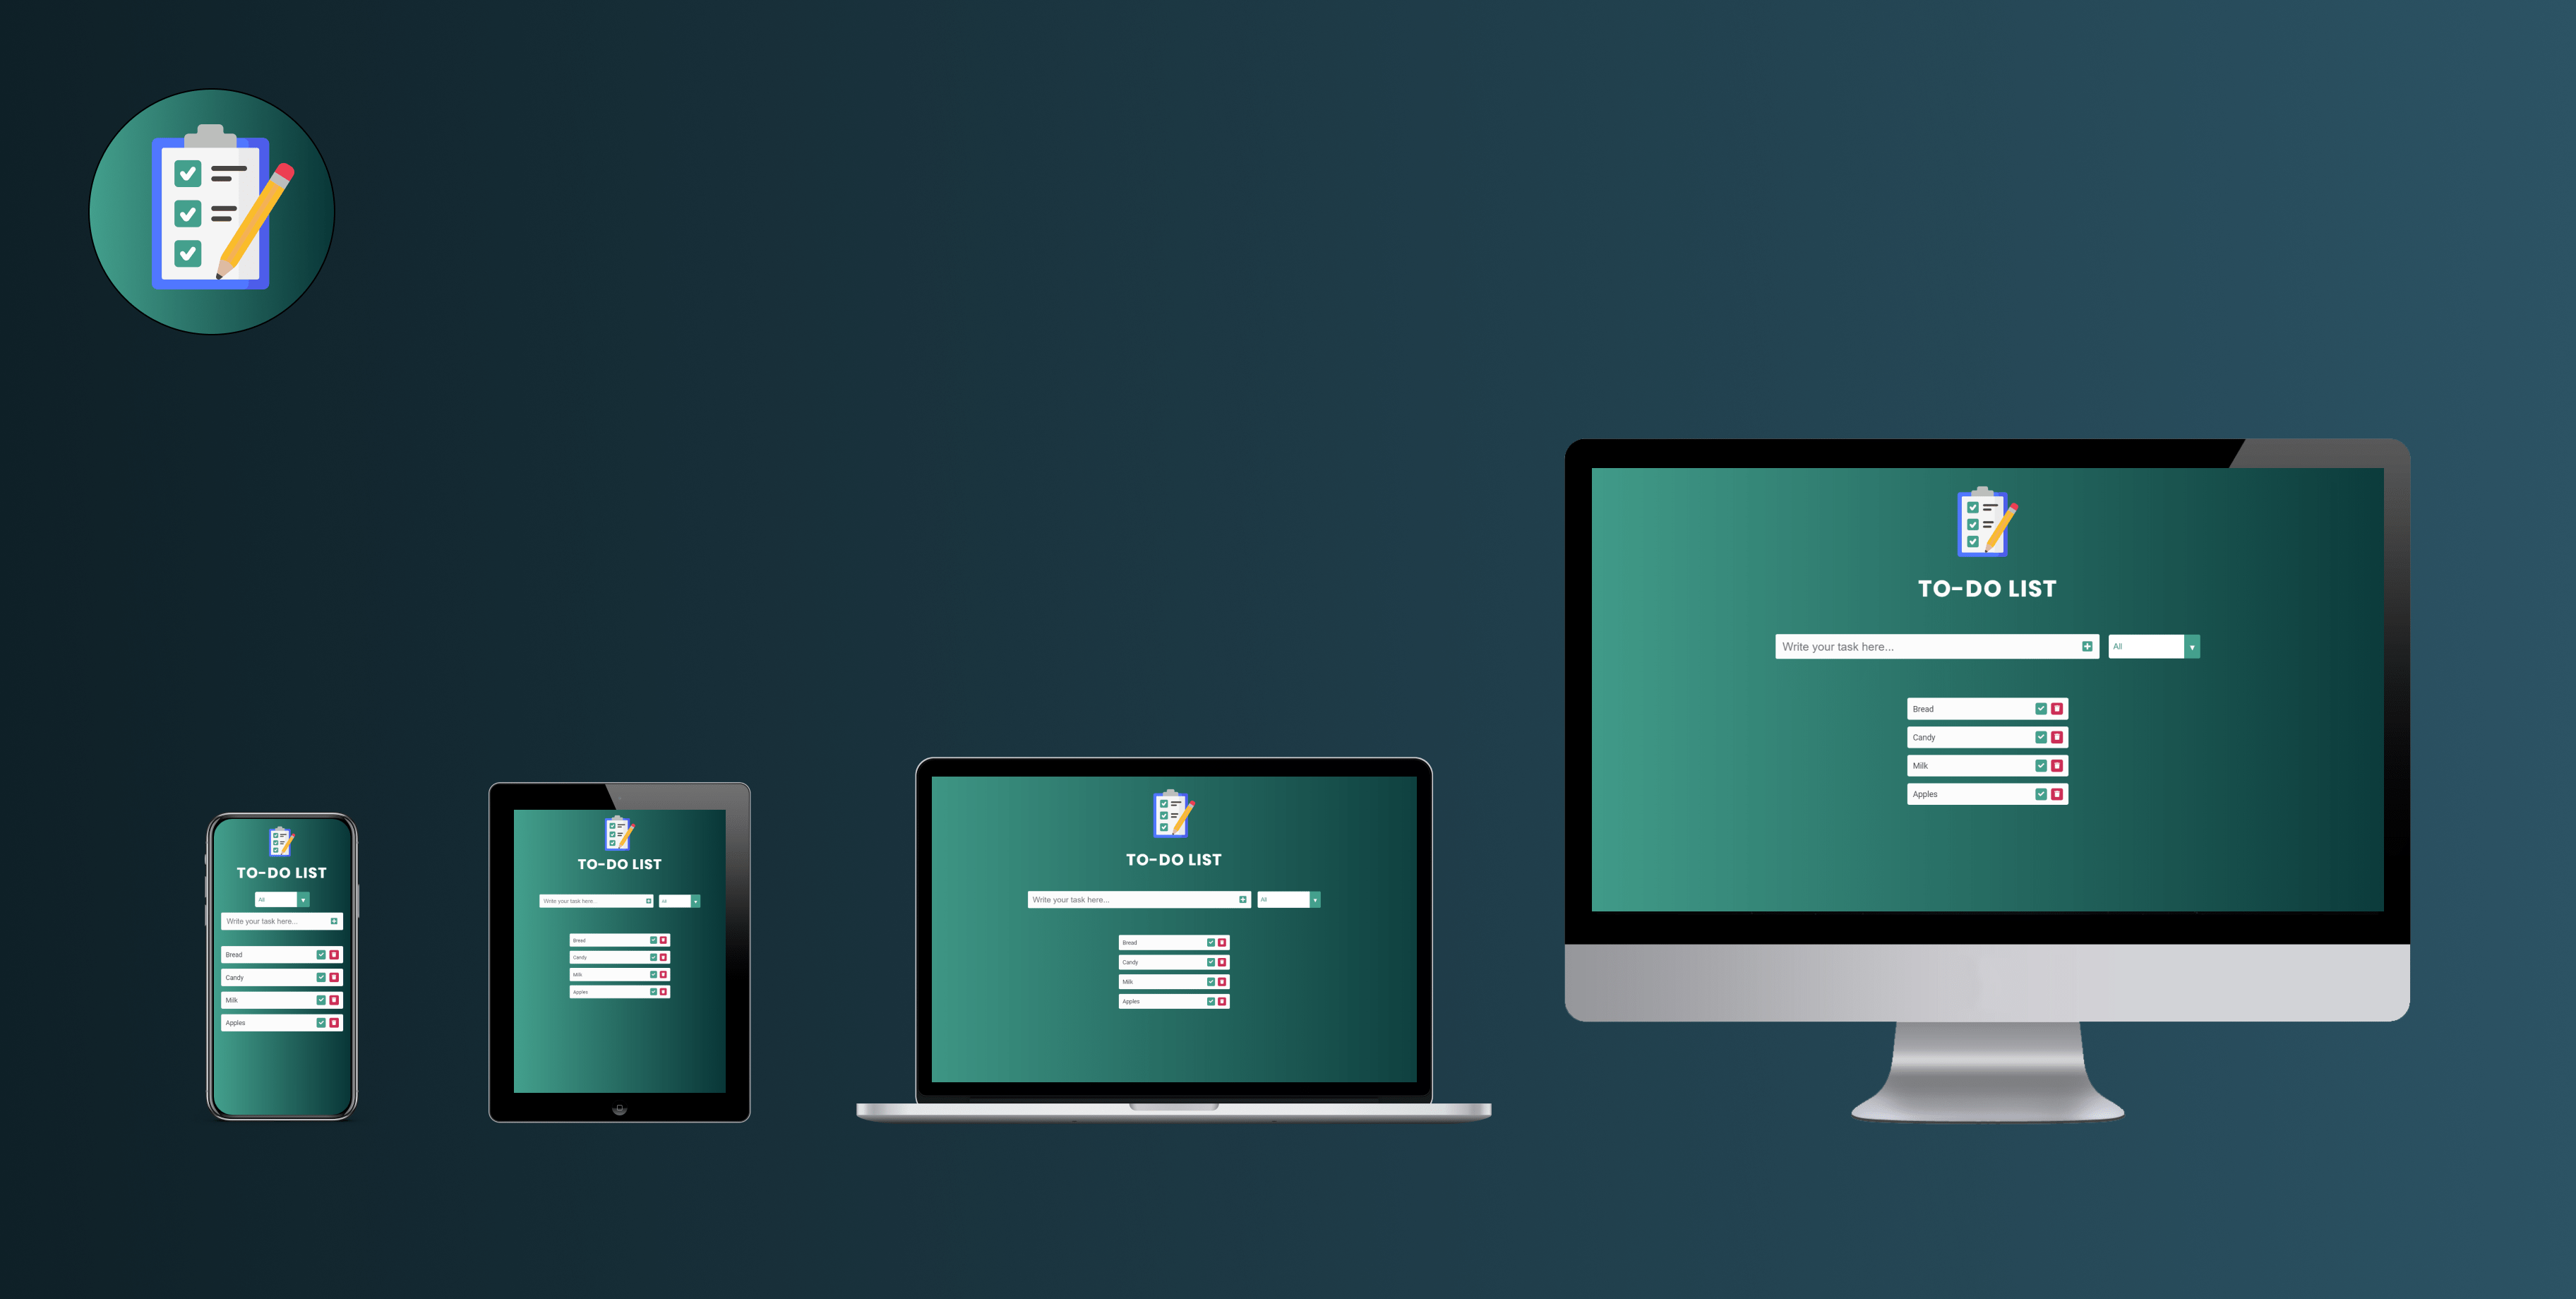 TO-DO LIST
All
Write your task here...
Bread
Candy
Milk
Apples
TO-DO LIST
Write your task here... All
Bread
Candy
Milk
Apples
TO-DO LIST
Write your task here... All
Bread
Candy
Milk
Apples
TO-DO LIST
Write your task here... All
Bread
Candy
Milk
Apples